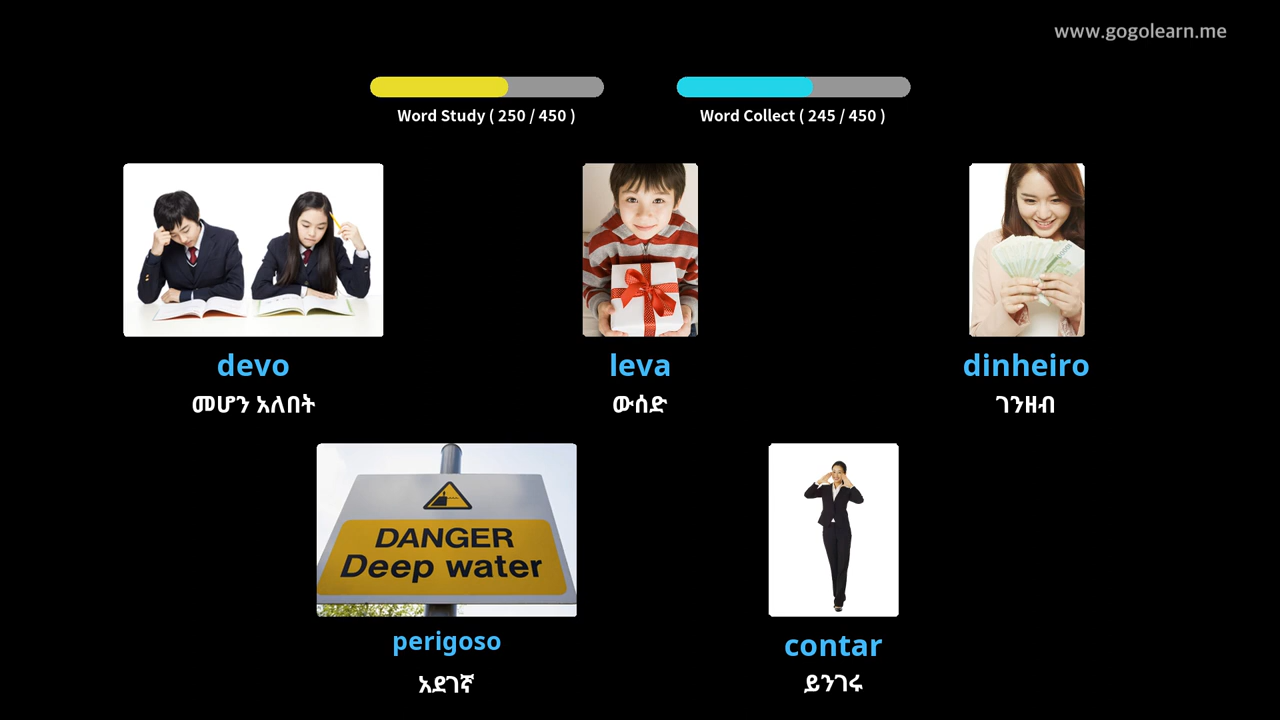 www.gogolearn.me
Word Study ( 250 / 450 )
Word Collect ( 245 / 450 )
devo
leva
dinheiro
መሆን አለበት
ውሰድ
ገንዘብ
DANGER
Deep water
perigoso
contar
አደገኛ
ይንገሩ